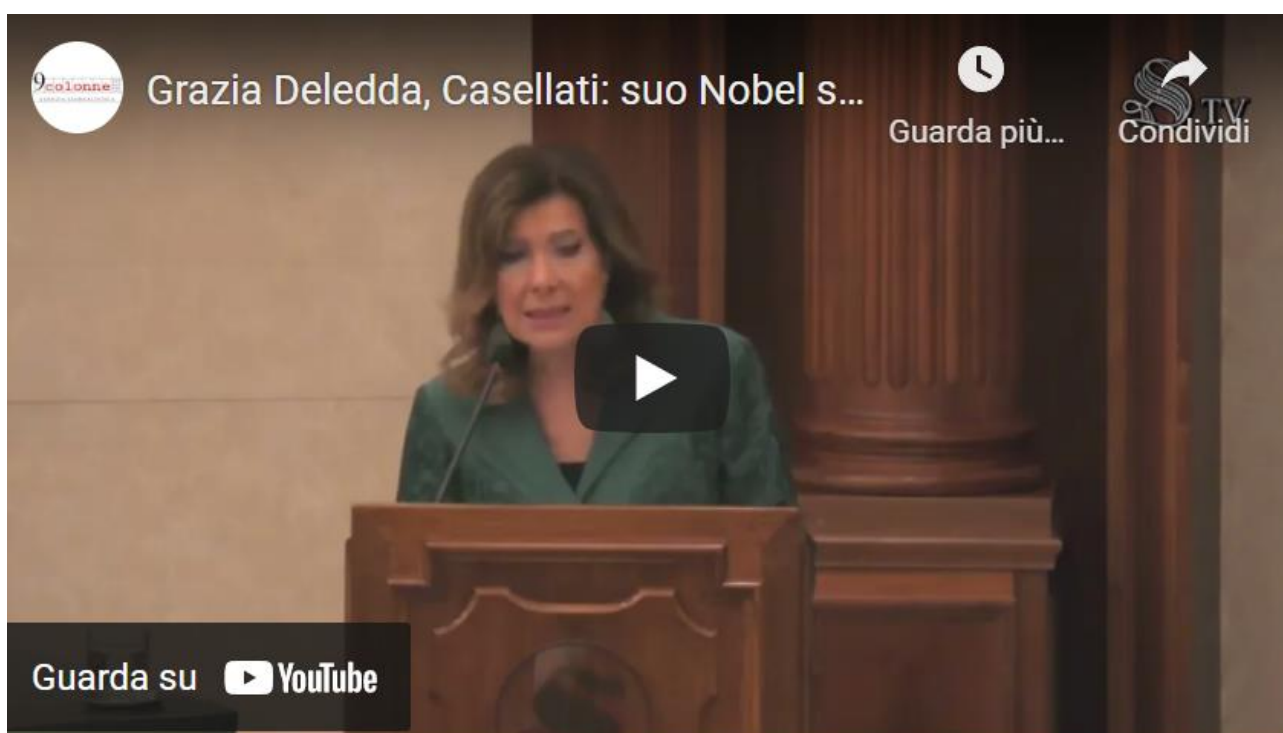 9colonne
Grazia Deledda, Casellati: suo Nobel s...
Guarda più...
Condividi
S TV
Guarda su YouTube
S